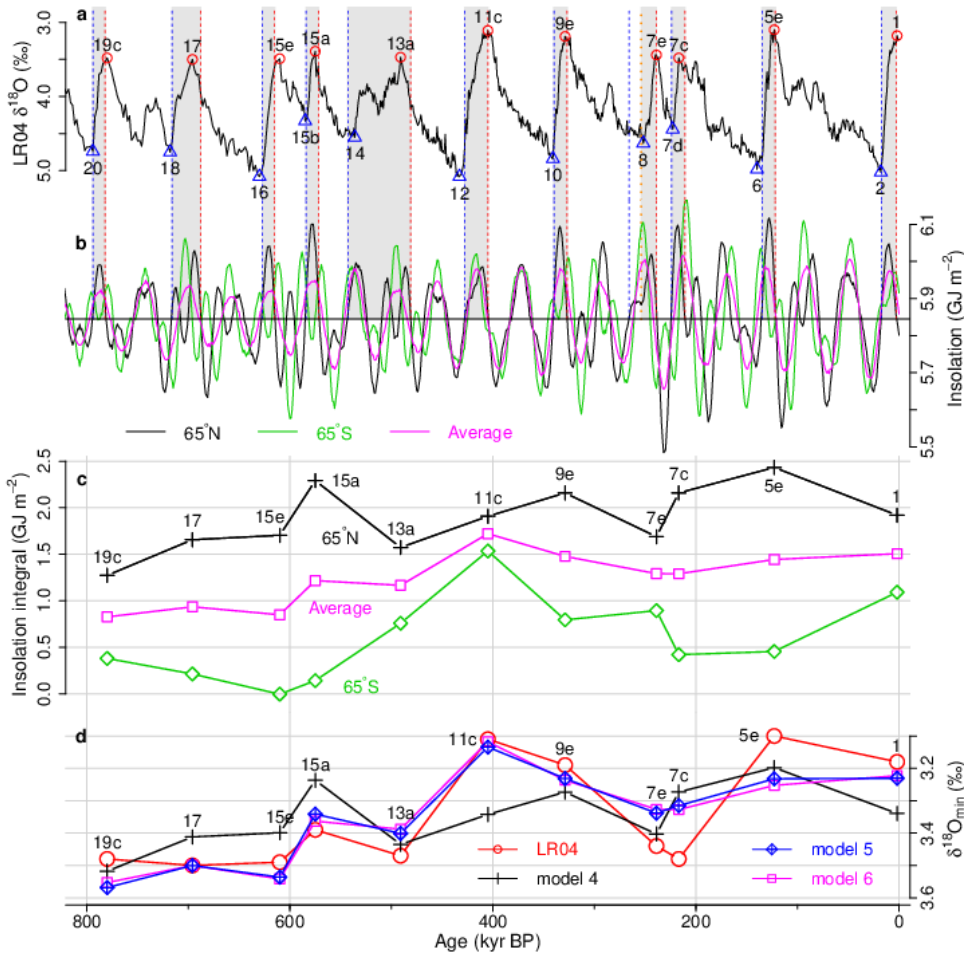 a
19c 17 15e 15a 13a 11c 9e 7e 7c 5e 1
3.0
4.0
5.0
LR04 δ18O (‰)
20 18 16 15b 14 12 10 8 7d 6 2
b
6.1
5.9
5.7
5.5
Insolation (GJ m−2)
65°N 65°S Average
c
2.5
2.0
1.5
1.0
0.5
0.0
Insolation integral (GJ m−2)
19c 17 15e 15a 13a 11c 9e 7e 7c 5e 1
65°N
Average
65°S
d
19c 17 15e 15a 13a 11c 9e 7e 7c 5e 1
3.2
3.4
3.6
δ18Omin (‰)
LR04 model 5
model 4 model 6
800 600 400 200 0
Age (kyr BP)